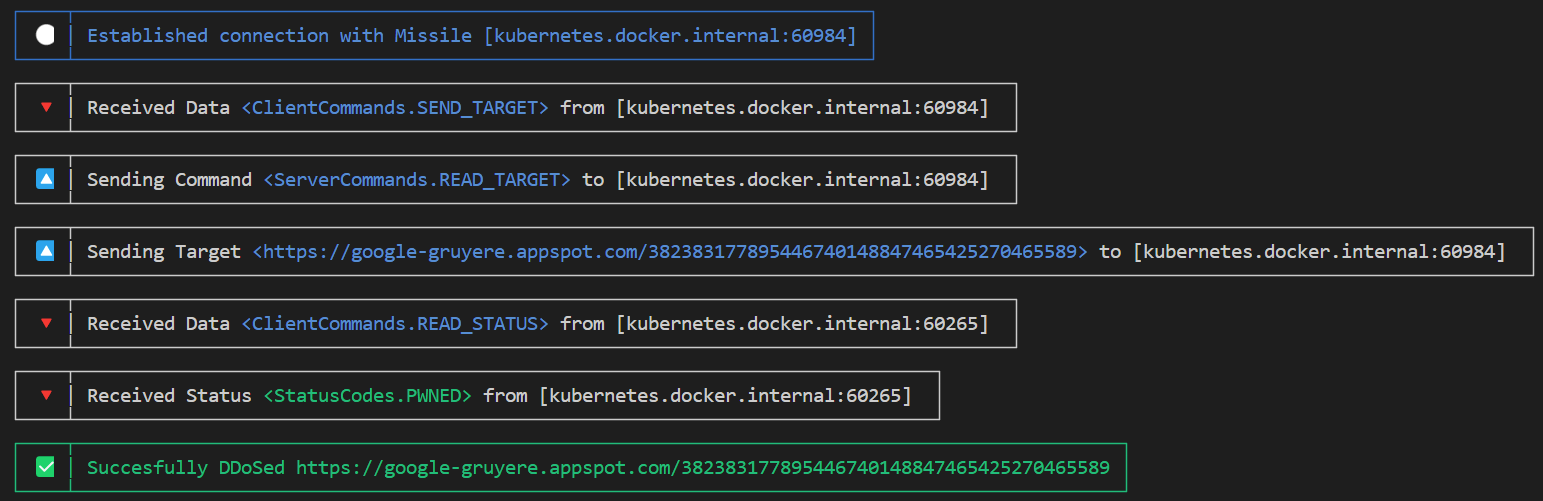 Established connection with Missile [kubernetes.docker.internal:60984]
Received Data <ClientCommands.SEND_TARGET> from [kubernetes.docker.internal:60984]
Sending Command <ServerCommands.READ_TARGET> to [kubernetes.docker.internal:60984]
Sending Target <https://google-gruyere.appspot.com/382383177895446740148847465425270465589> to [kubernetes.docker.internal:60984]
Received Data <ClientCommands.READ_STATUS> from [kubernetes.docker.internal:60265]
Received Status <StatusCodes.PWNED> from [kubernetes.docker.internal:60265]
Succesfully DDoSed https://google-gruyere.appspot.com/382383177895446740148847465425270465589